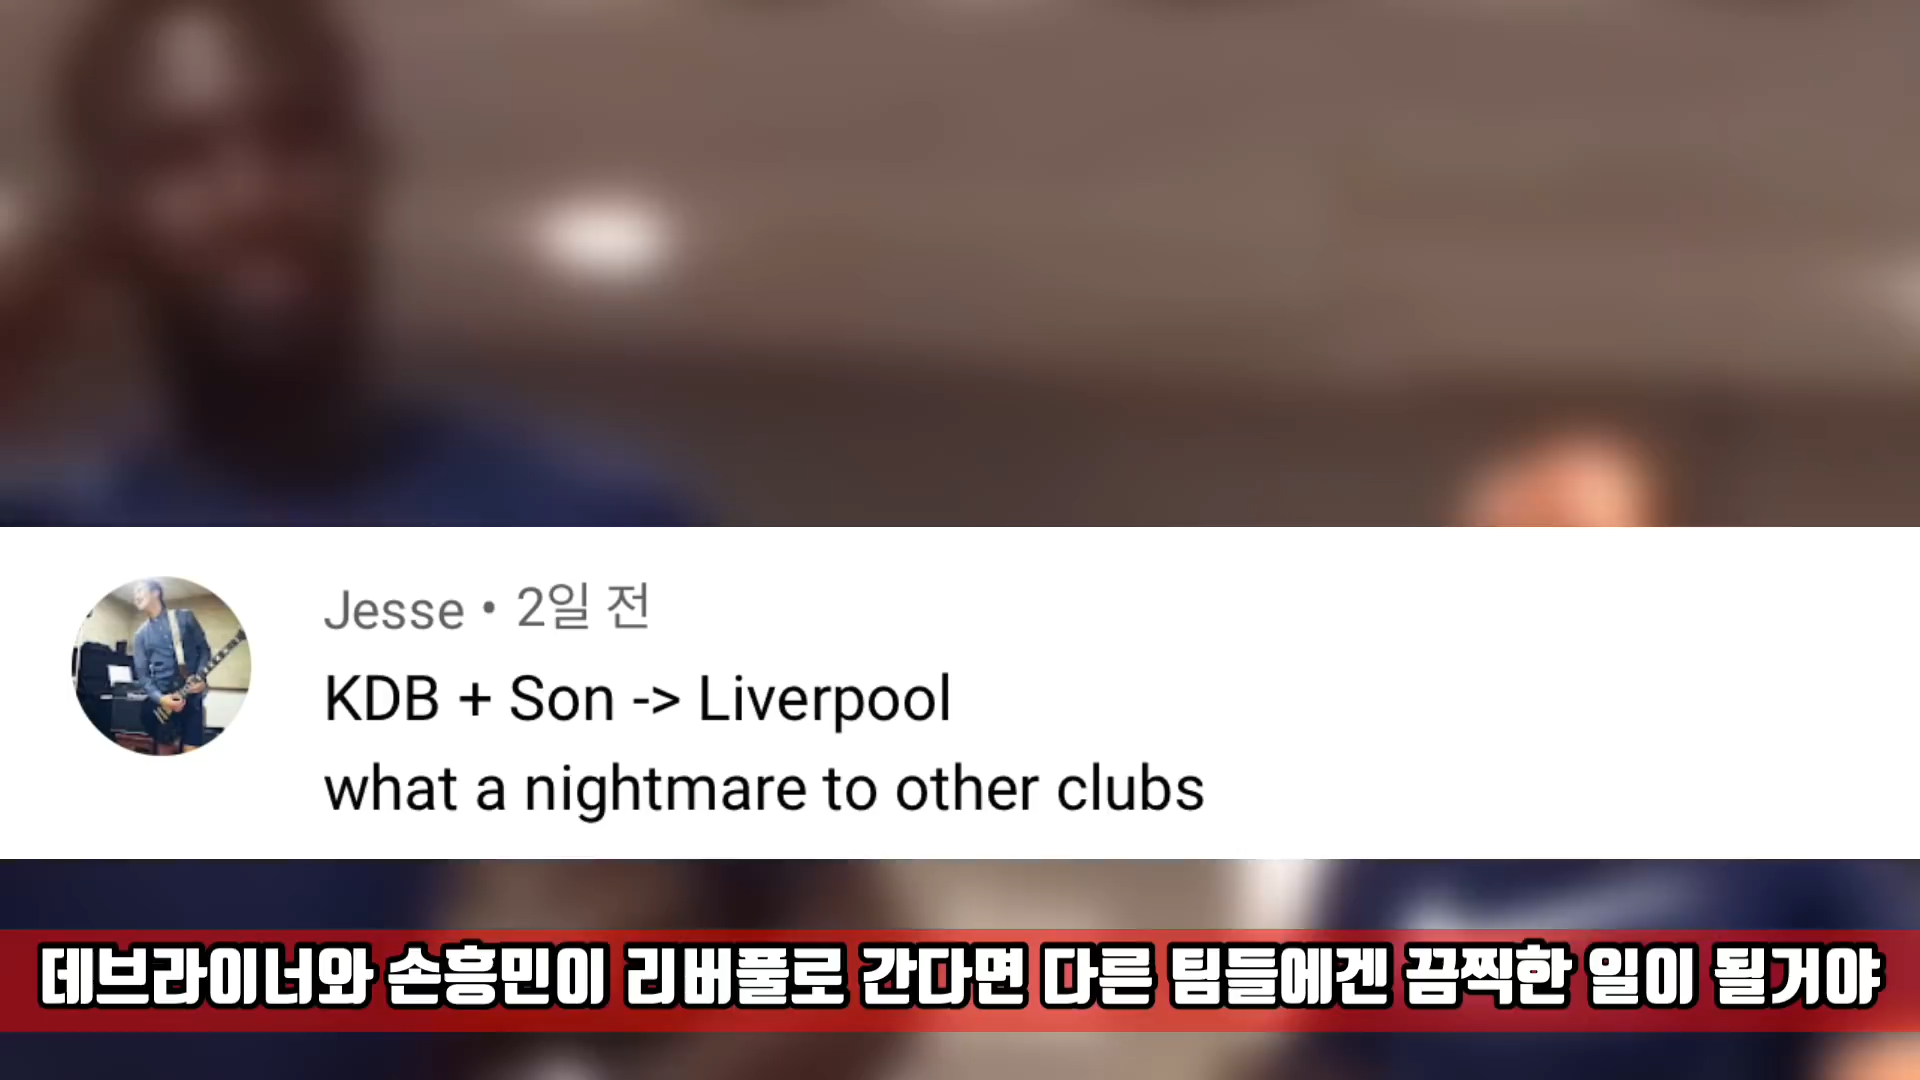 Jesse • 2일 전
KDB + Son -> Liverpool
what a nightmare to other clubs
데브라이너와 손흥민이 리버풀로 간다면 다른 팀들에겐 끔찍한 일이 될거야